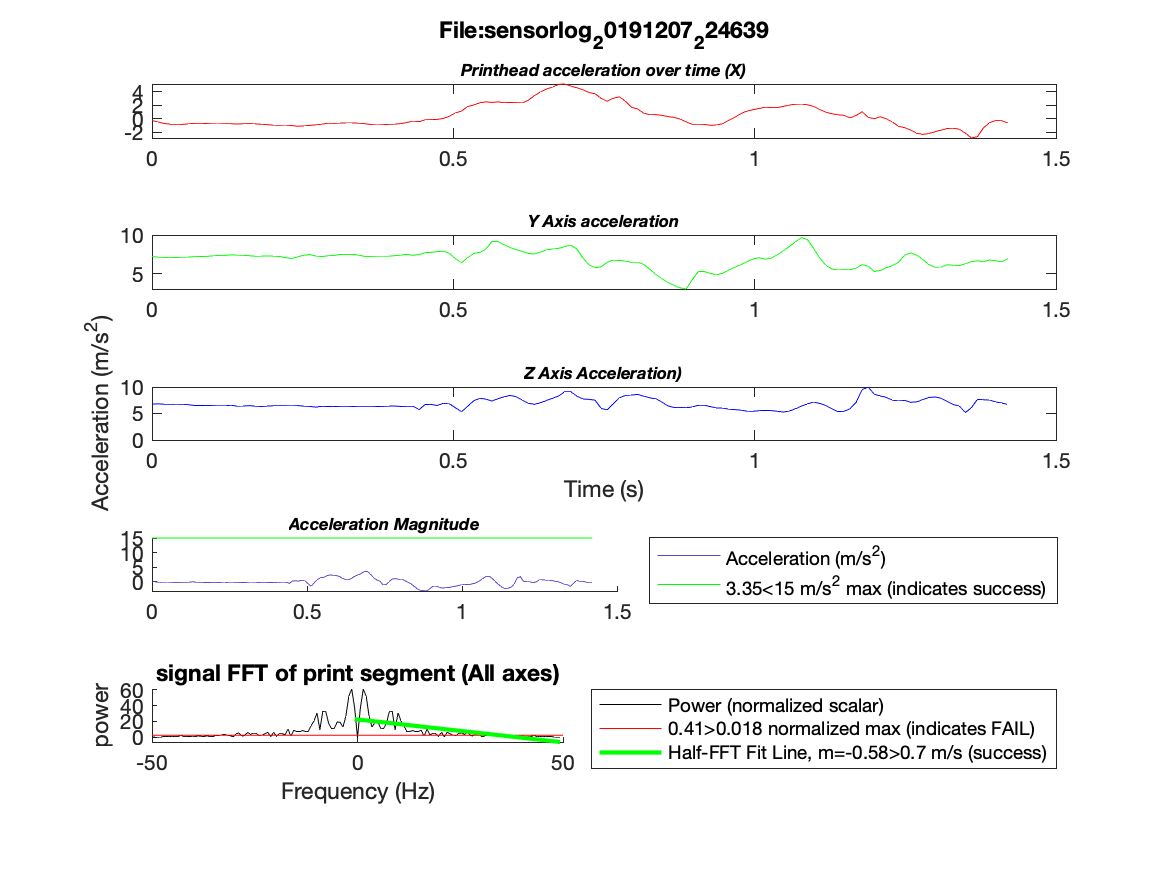 File:sensorlog₂0191207₂24639
Printhead acceleration over time (X)
4
2
0
-2
0 0.5 1 1.5
Y Axis acceleration
10
5
0 0.5 1 1.5
Acceleration (m/s²)
Z Axis Acceleration)
10
5
0
0 0.5 1 1.5
Time (s)
Acceleration Magnitude
15
10
5
0
0 0.5 1 1.5
Acceleration (m/s²)
3.35<15 m/s² max (indicates success)
signal FFT of print segment (All axes)
power
60
40
20
0
-50 0 50
Frequency (Hz)
Power (normalized scalar)
0.41>0.018 normalized max (indicates FAIL)
Half-FFT Fit Line, m=-0.58>0.7 m/s (success)